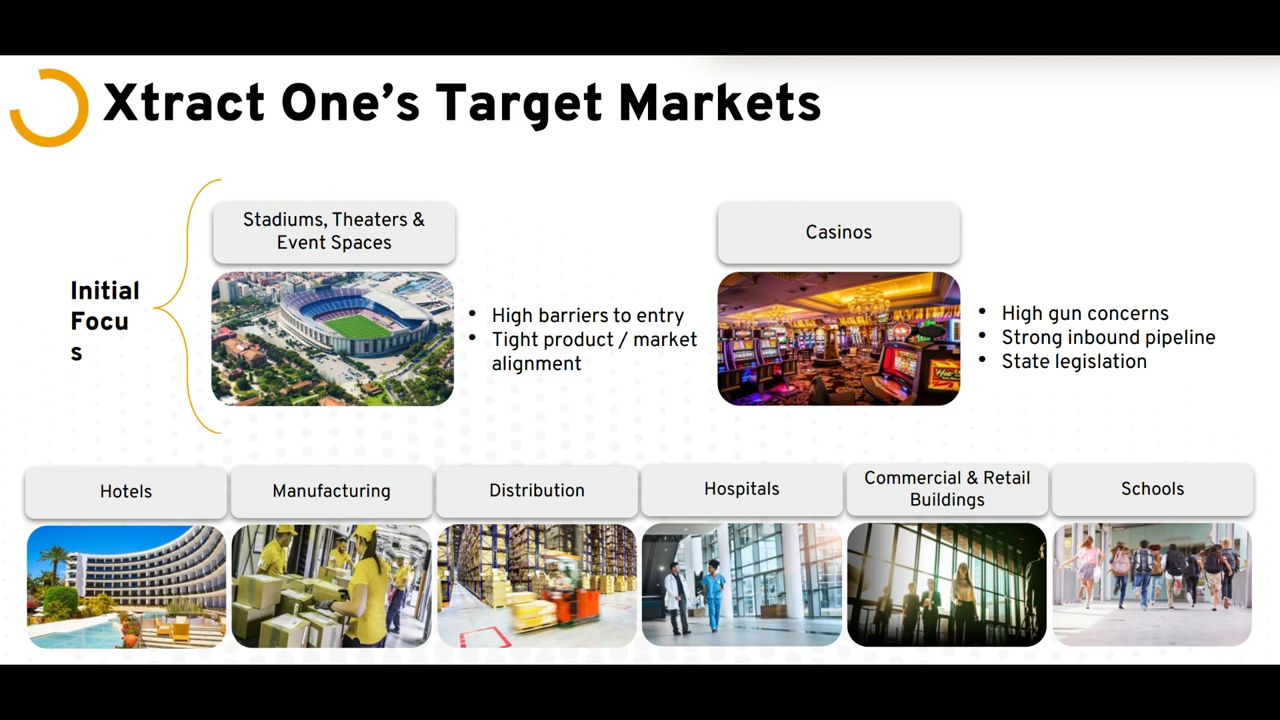 Xtract One’s Target Markets
Stadiums, Theaters &
Event Spaces
Casinos
Initial
Focu
s
• High barriers to entry
• Tight product / market
alignment
• High gun concerns
• Strong inbound pipeline
• State legislation
Hotels
Manufacturing
Distribution
Hospitals
Commercial & Retail
Buildings
Schools